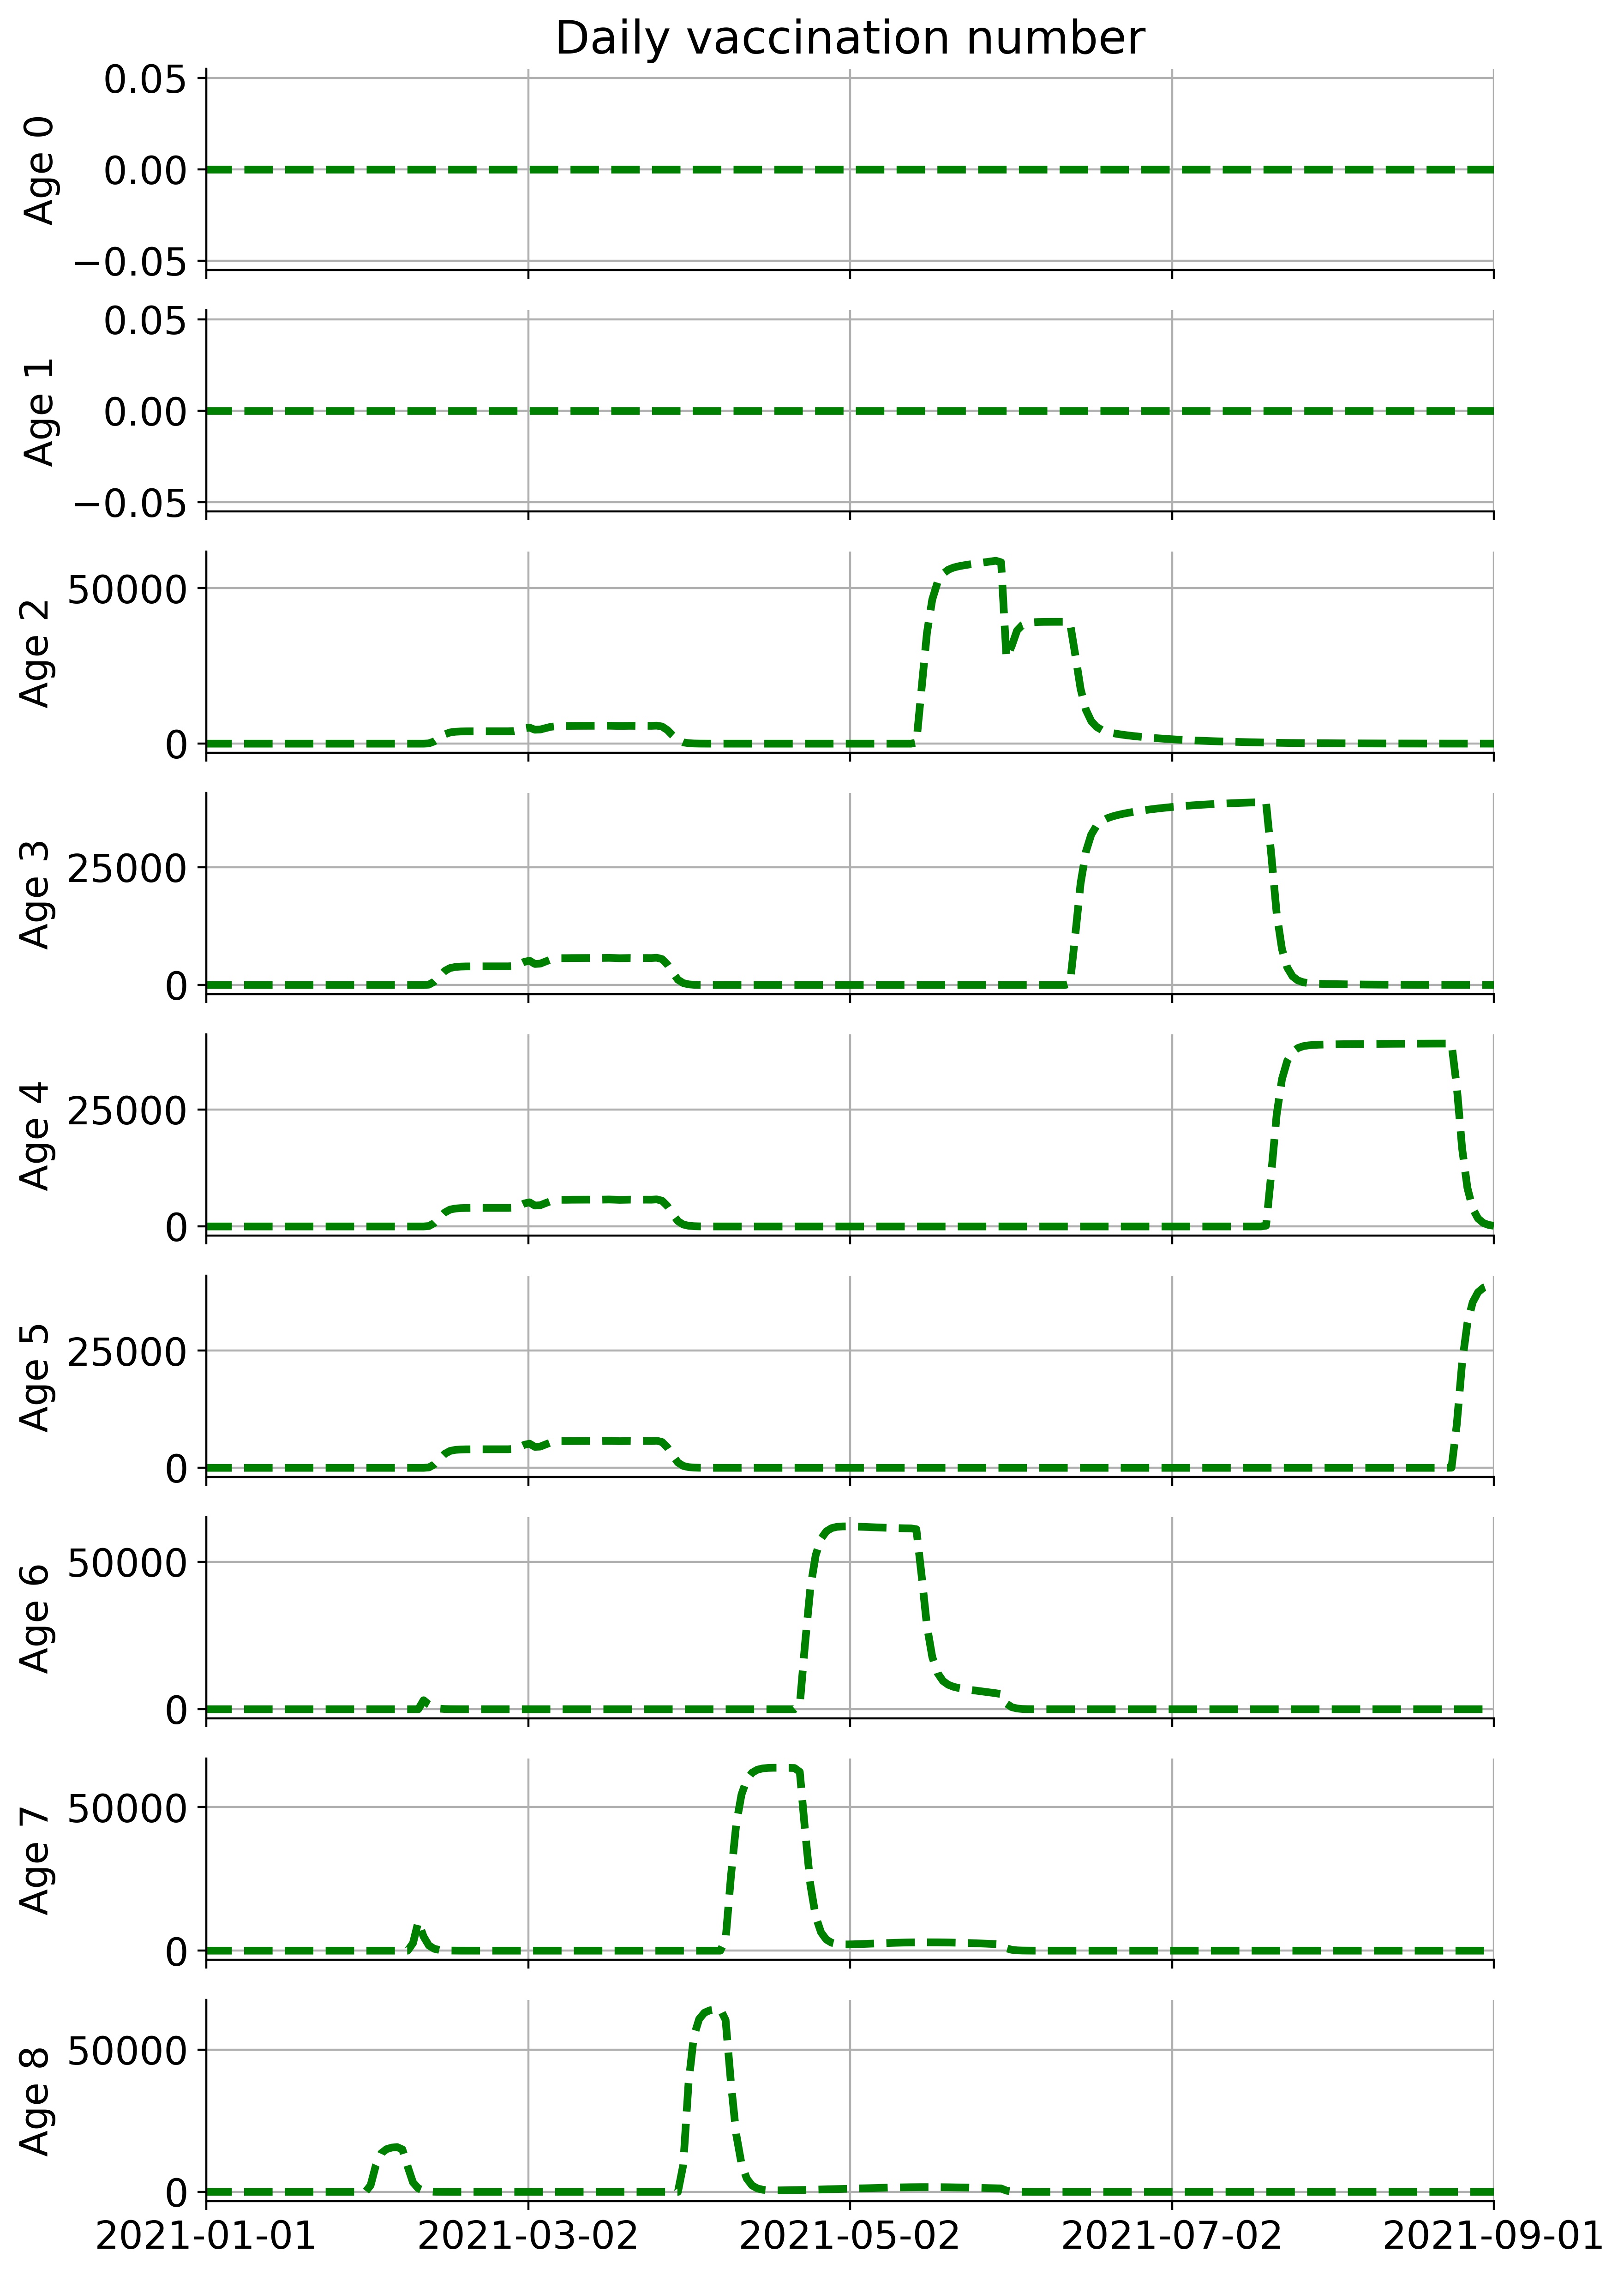 Daily vaccination number
0.05
0.00
−0.05
Age 0
0.05
0.00
−0.05
Age 1
50000
0
Age 2
25000
0
Age 3
25000
0
Age 4
25000
0
Age 5
50000
0
Age 6
50000
0
Age 7
50000
0
Age 8
2021-01-01 2021-03-02 2021-05-02 2021-07-02 2021-09-01